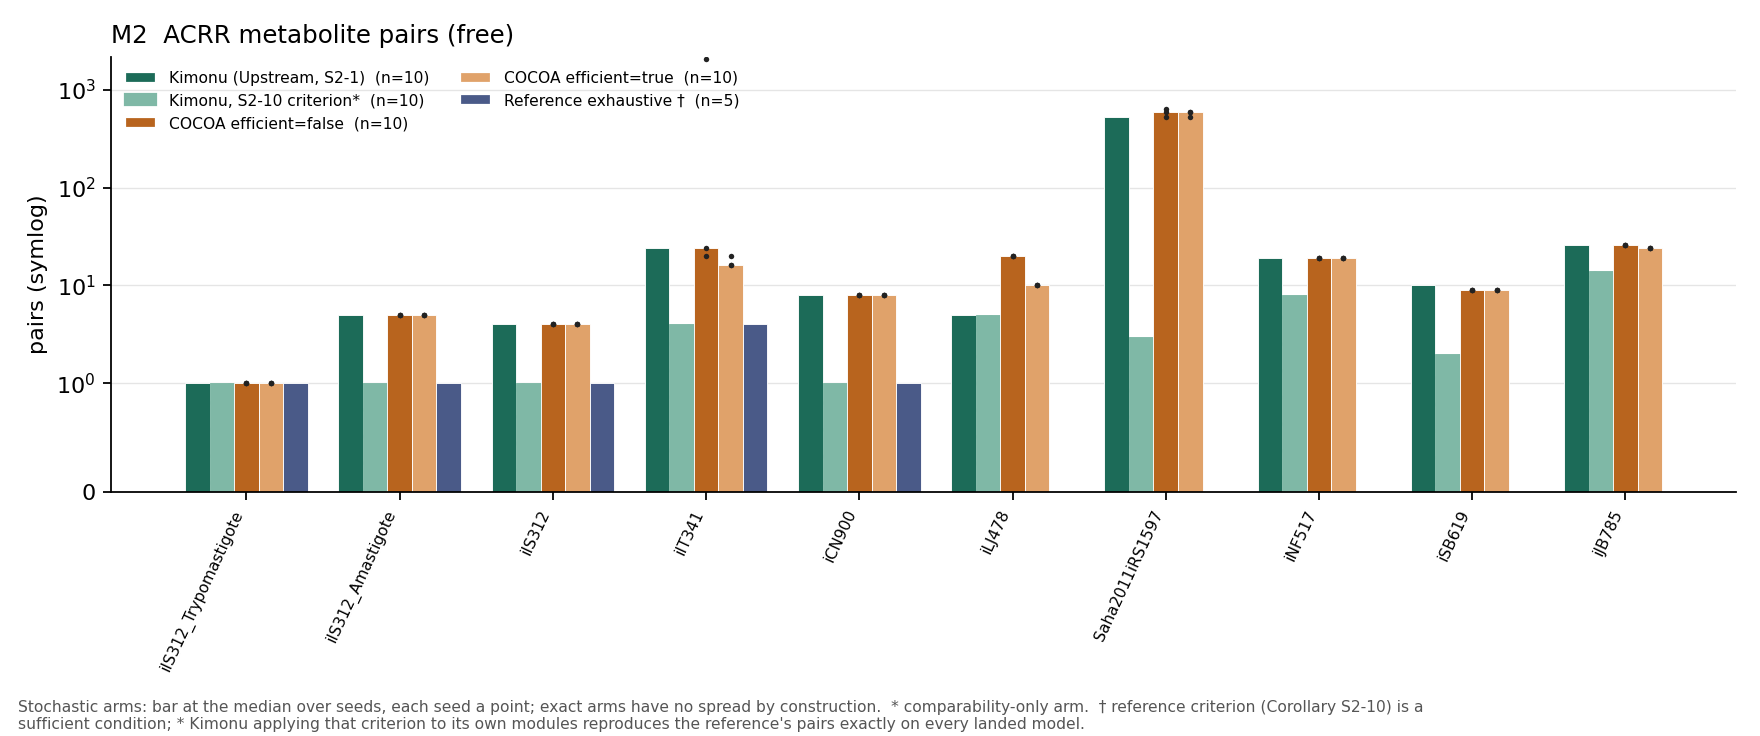 M2  ACRR metabolite pairs (free)
Kimonu (Upstream, S2-1)  (n=10)
Kimonu, S2-10 criterion*  (n=10)
COCOA efficient=false  (n=10)
COCOA efficient=true  (n=10)
Reference exhaustive †  (n=5)
pairs (symlog)
10³
10²
10¹
10⁰
0
iIS312_Trypomastigote
iIS312_Amastigote
iIS312
iIT341
iCN900
iLJ478
Saha2011iRS1597
iNF517
iSB619
iJB785
Stochastic arms: bar at the median over seeds, each seed a point; exact arms have no spread by construction.  * comparability-only arm.  † reference criterion (Corollary S2-10) is a
sufficient condition; * Kimonu applying that criterion to its own modules reproduces the reference's pairs exactly on every landed model.